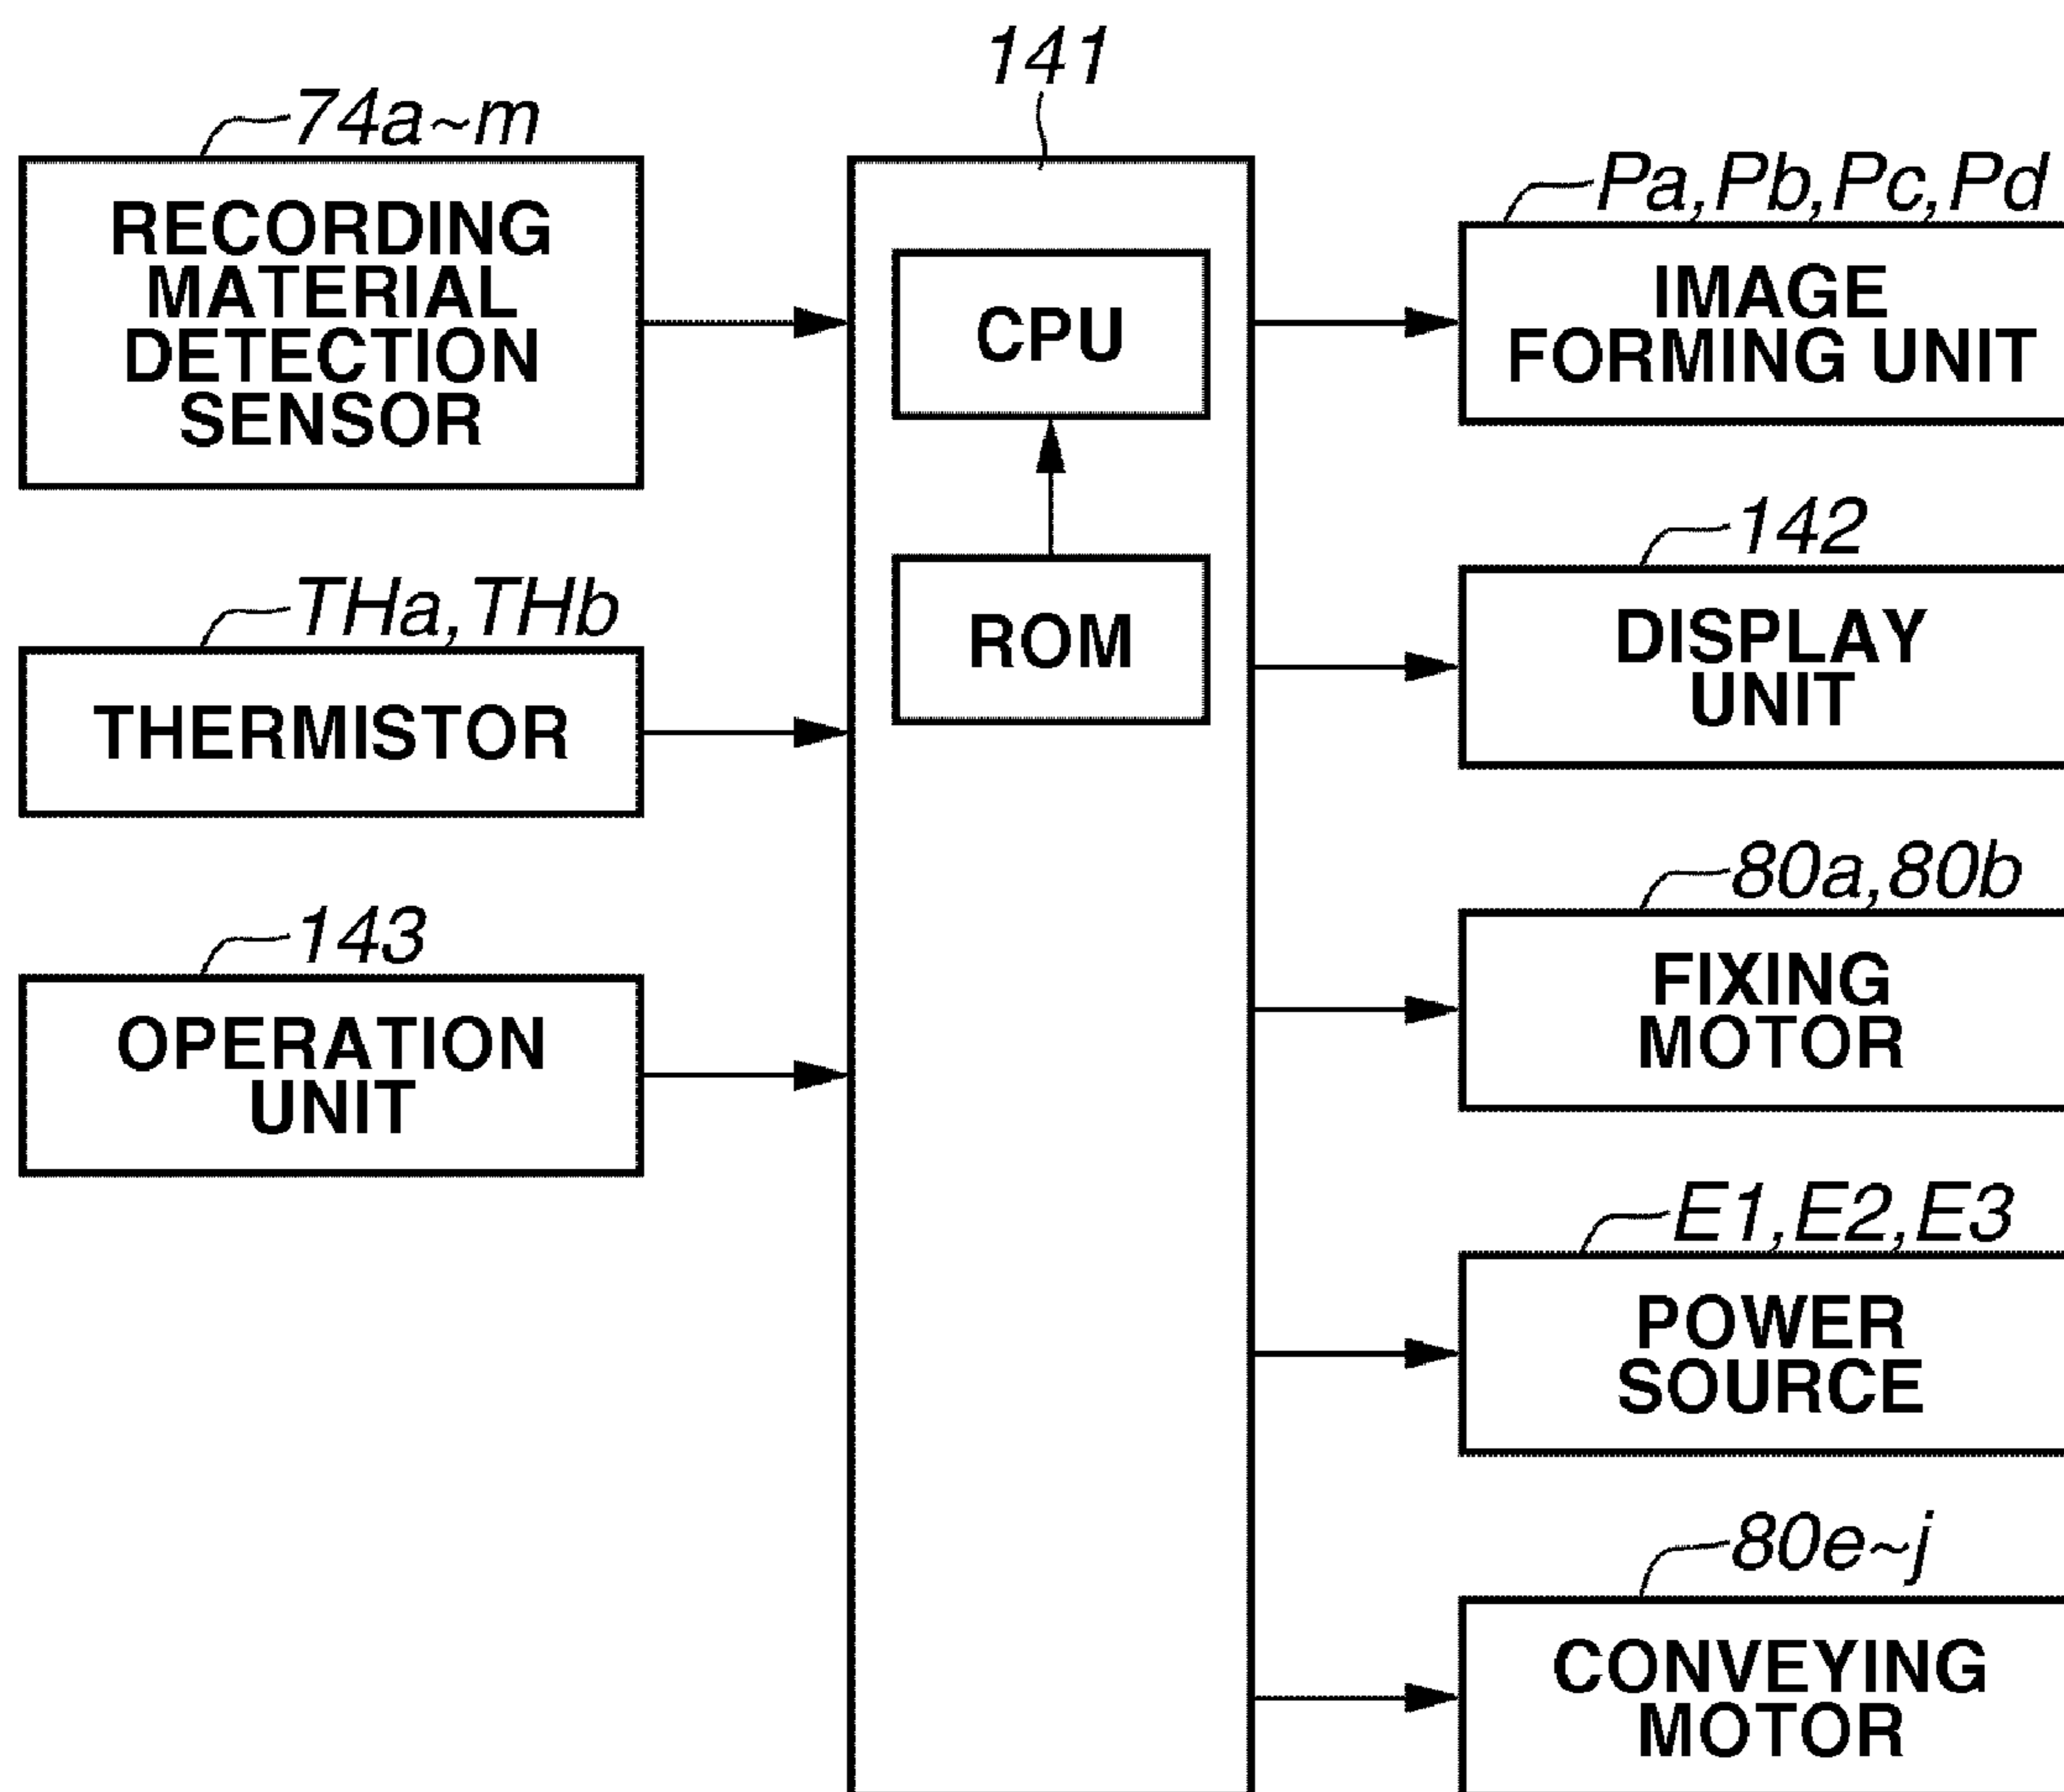 74a~m
RECORDING
MATERIAL
DETECTION
SENSOR
THa,THb
THERMISTOR
143
OPERATION
UNIT
141
CPU
ROM
Pa,Pb,Pc,Pd
IMAGE
FORMING UNIT
142
DISPLAY
UNIT
80a,80b
FIXING
MOTOR
E1,E2,E3
POWER
SOURCE
80e~j
CONVEYING
MOTOR